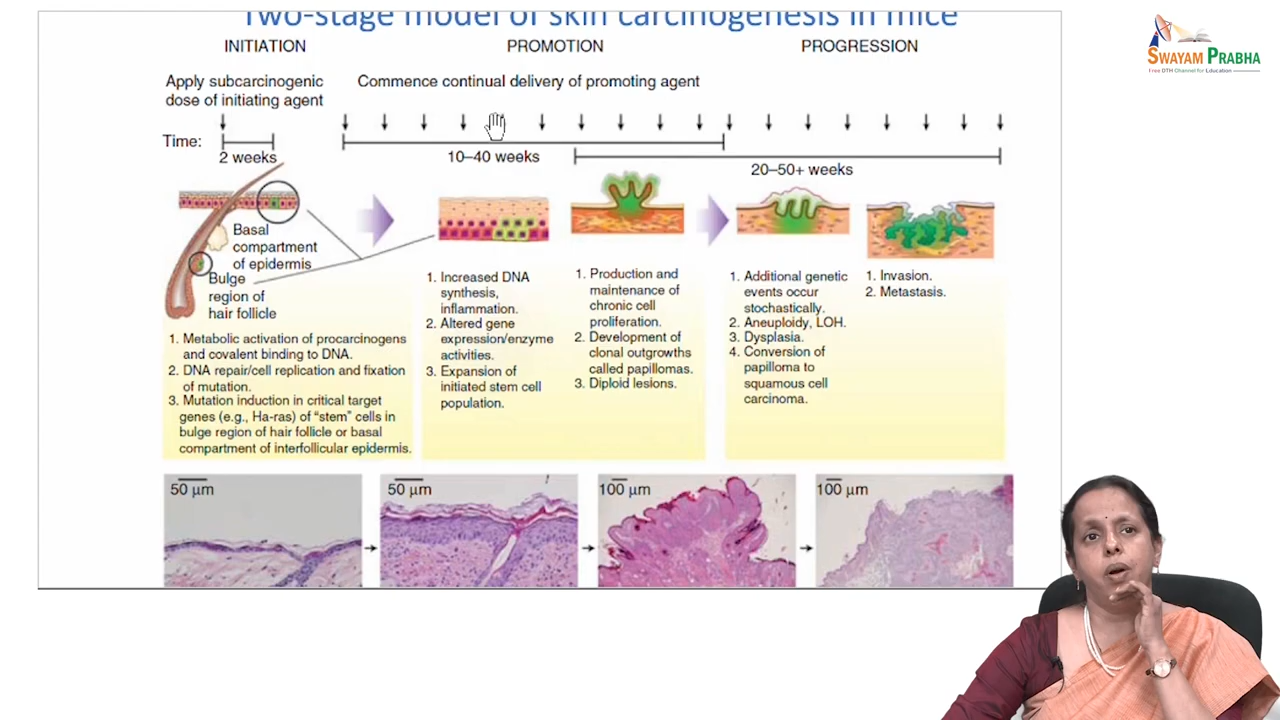 Two-stage model of skin carcinogenesis in mice
INITIATION
PROMOTION
PROGRESSION
Apply subcarcinogenic
dose of initiating agent
Commence continual delivery of promoting agent
Time:
2 weeks
10–40 weeks
20–50+ weeks
Basal
compartment
of epidermis
Bulge
region of
hair follicle
1. Metabolic activation of procarcinogens
and covalent binding to DNA.
2. DNA repair/cell replication and fixation
of mutation.
3. Mutation induction in critical target
genes (e.g., Ha-ras) of “stem” cells in
bulge region of hair follicle or basal
compartment of interfollicular epidermis.
1. Increased DNA
synthesis,
inflammation.
2. Altered gene
expression/enzyme
activities.
3. Expansion of
initiated stem cell
population.
1. Production and
maintenance of
chronic cell
proliferation.
2. Development of
clonal outgrowths
called papillomas.
3. Diploid lesions.
1. Additional genetic
events occur
stochastically.
2. Aneuploidy, LOH.
3. Dysplasia.
4. Conversion of
papilloma to
squamous cell
carcinoma.
1. Invasion.
2. Metastasis.
50 μm
50 μm
100 μm
100 μm
SWAYAM PRABHA
Free DTH Channel for Education